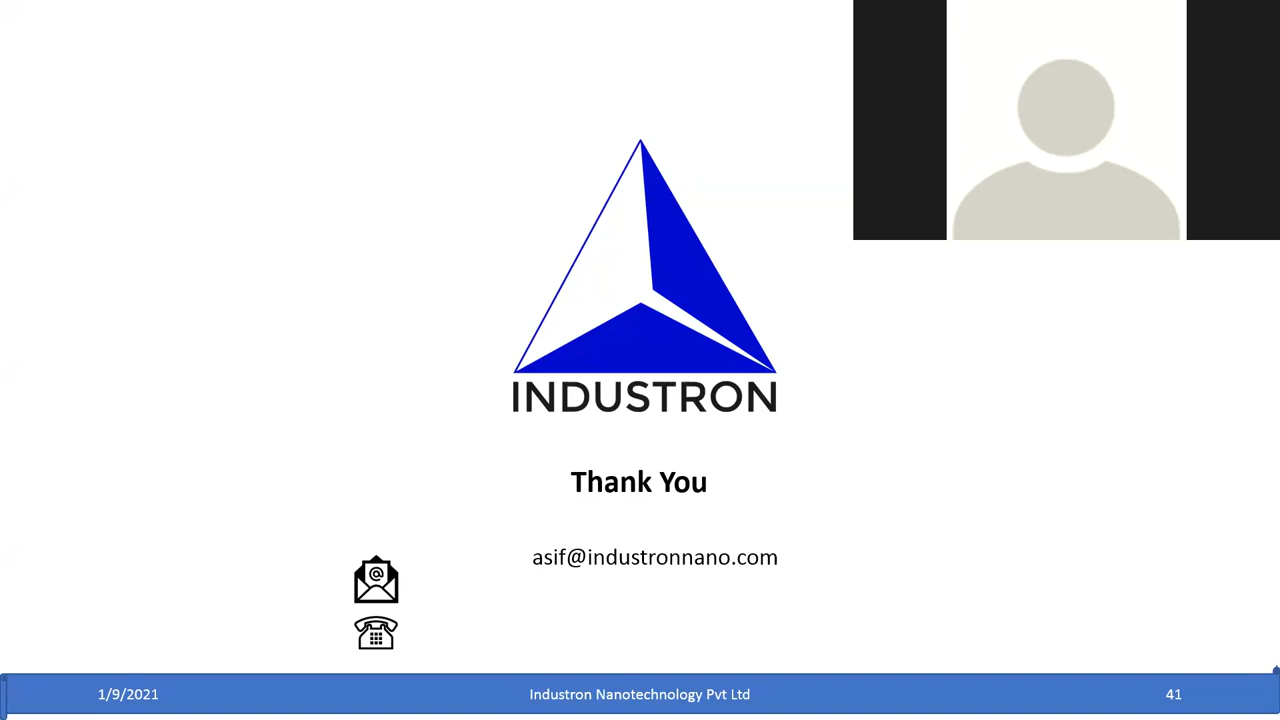 INDUSTRON
Thank You
asif@industronnano.com
@
1/9/2021
Industron Nanotechnology Pvt Ltd
41